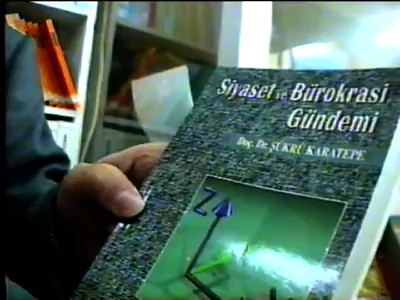 Siyaset ve Bürokrasi
Gündemi
Doç. Dr. ŞÜKRÜ KARATEPE
Z